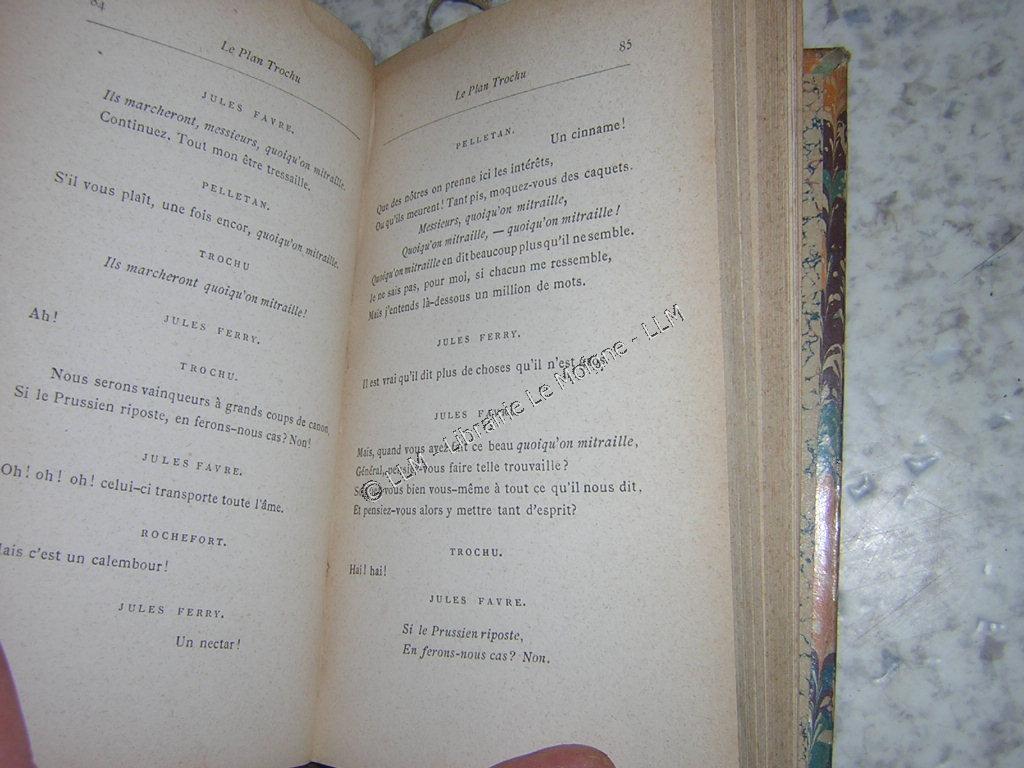 84
Le Plan Trochu
JULES FAVRE.
Ils marcheront, messieurs, quoiqu'on mitraille.
Continuez. Tout mon être tressaille.
PELLETAN.
S'il vous plaît, une fois encor, quoiqu'on mitraille.
TROCHU
Ils marcheront quoiqu'on mitraille!
JULES FERRY.
Ah!
TROCHU.
Nous serons vainqueurs à grands coups de canon,
Si le Prussien riposte, en ferons-nous cas? Non!
JULES FAVRE.
Oh! oh! oh! celui-ci transporte toute l'âme.
ROCHEFORT.
ais c'est un calembour!
JULES FERRY.
Un nectar!
Le Plan Trochu
85
PELLETAN.
Un cinname!
Que des nôtres on prenne ici les intérêts,
Ou qu'ils meurent! Tant pis, moquez-vous des caquets.
Messieurs, quoiqu'on mitraille,
Quoiqu'on mitraille, — quoiqu'on mitraille!
Quoiqu'on mitraille en dit beaucoup plus qu'il ne semble.
Je ne sais pas, pour moi, si chacun me ressemble,
Mais j'entends là-dessous un million de mots.
JULES FERRY.
Il est vrai qu'il dit plus de choses qu'il n'est
JULES FAVRE.
Mais, quand vous avez fait ce beau quoiqu'on mitraille,
Général, vous faire telle trouvaille?
vous bien vous-même à tout ce qu'il nous dit,
Et pensiez-vous alors y mettre tant d'esprit?
TROCHU.
Hai! hai!
JULES FAVRE.
Si le Prussien riposte,
En ferons-nous cas? Non.
© LLM - Librairie Le Moigne - LLM